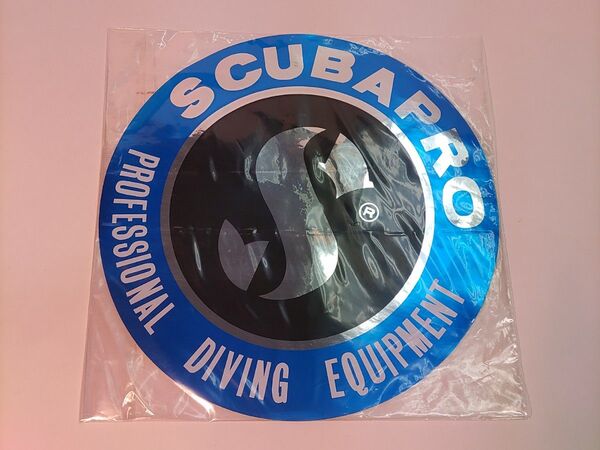 SCUBAPRO
S
®
PROFESSIONAL DIVING EQUIPMENT